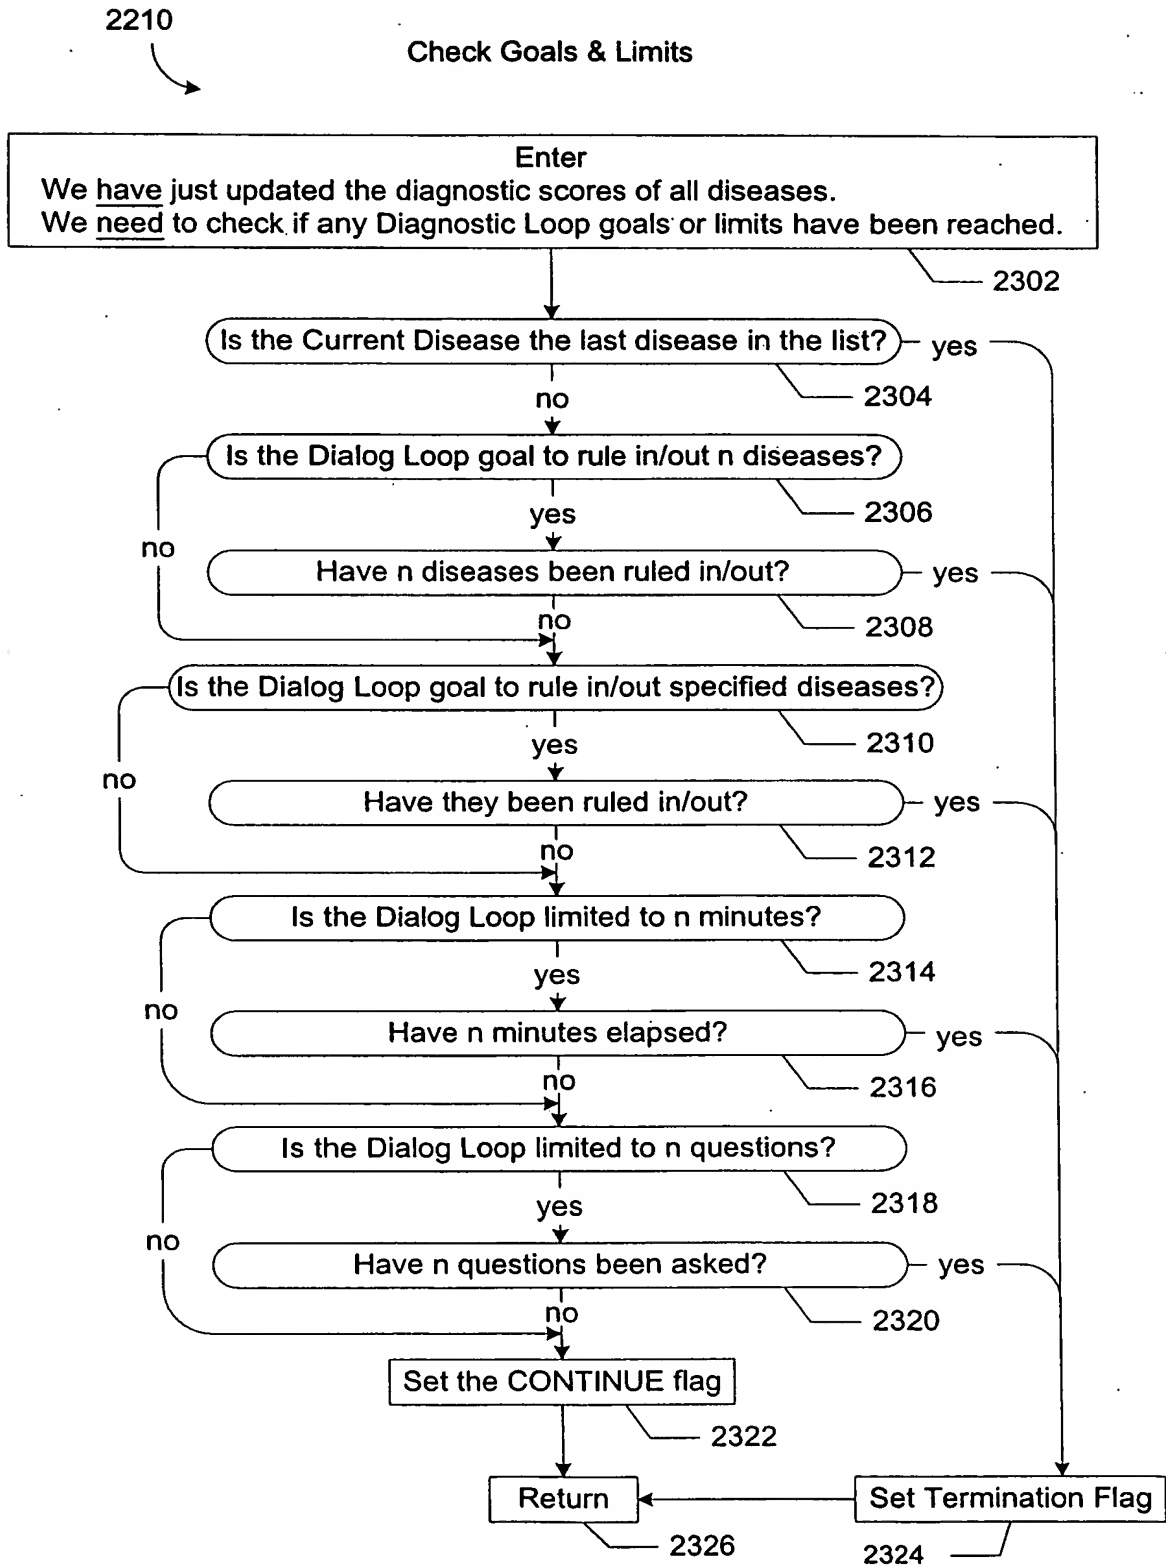 2210
Check Goals & Limits
Enter
We have just updated the diagnostic scores of all diseases.
We need to check if any Diagnostic Loop goals or limits have been reached.
2302
Is the Current Disease the last disease in the list?
yes
2304
no
Is the Dialog Loop goal to rule in/out n diseases?
2306
yes
no
Have n diseases been ruled in/out?
yes
2308
no
Is the Dialog Loop goal to rule in/out specified diseases?
2310
yes
no
Have they been ruled in/out?
yes
2312
no
Is the Dialog Loop limited to n minutes?
2314
yes
no
Have n minutes elapsed?
yes
2316
no
Is the Dialog Loop limited to n questions?
2318
yes
no
Have n questions been asked?
yes
2320
no
Set the CONTINUE flag
2322
Return
Set Termination Flag
2326
2324